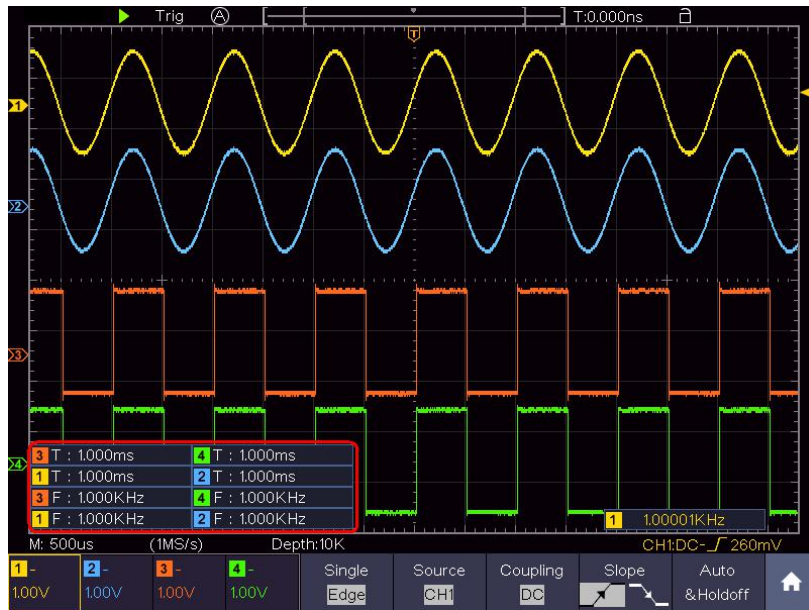 Trig A T:0.000ns
T
1
2
3
4
3 T : 1.000ms 4 T : 1.000ms
1 T : 1.000ms 2 T : 1.000ms
3 F : 1.000KHz 4 F : 1.000KHz
1 F : 1.000KHz 2 F : 1.000KHz
1 1.00001KHz
M: 500us (1MS/s) Depth:10K CH1:DC- 260mV
1 - 2 - 3 - 4 - Single Source Coupling Slope Auto
1.00V 1.00V 1.00V 1.00V Edge CH1 DC &Holdoff